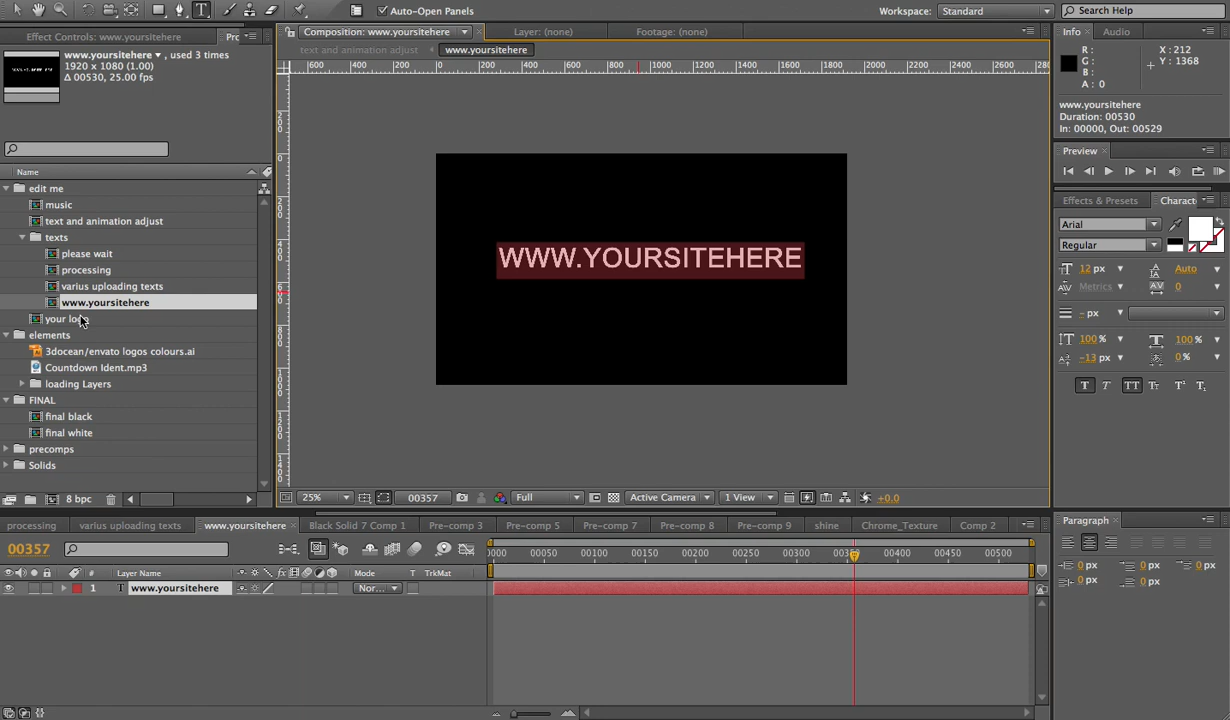 Auto-Open Panels
Workspace: Standard
Search Help
Effect Controls: www.yoursitehere
Composition: www.yoursitehere
Layer: (none)
Footage: (none)
Info
Audio
www.yoursitehere , used 3 times
1920 x 1080 (1.00)
Δ 00530, 25.00 fps
text and animation adjust
www.yoursitehere
R :
G :
B :
A : 0
X : 212
Y : 1368
600
400
200
0
200
400
600
800
1000
1200
1400
1600
1800
2000
2200
2400
2600
www.yoursitehere
Duration: 00530
In: 00000, Out: 00529
Preview
Name
edit me
music
text and animation adjust
texts
please wait
processing
varius uploading texts
www.yoursitehere
elements
3docean/envato logos colours.ai
Countdown Ident.mp3
loading Layers
FINAL
final black
final white
precomps
Solids
8 bpc
WWW.YOURSITEHERE
Effects & Presets
Charact
Arial
Regular
12 px
Auto
Metrics
0
- px
100 %
100 %
-13 px
0 %
25%
00357
Full
Active Camera
1 View
+0.0
processing
varius uploading texts
www.yoursitehere
Black Solid 7 Comp 1
Pre-comp 3
Pre-comp 5
Pre-comp 7
Pre-comp 8
Pre-comp 9
shine
Chrome_Texture
Comp 2
Paragraph
00357
00050
00100
00150
00200
00250
00300
00400
00450
00500
#
Layer Name
Mode
T
TrkMat
0 px
0 px
0 px
0 px
0 px
1
T
www.yoursitehere
Nor...